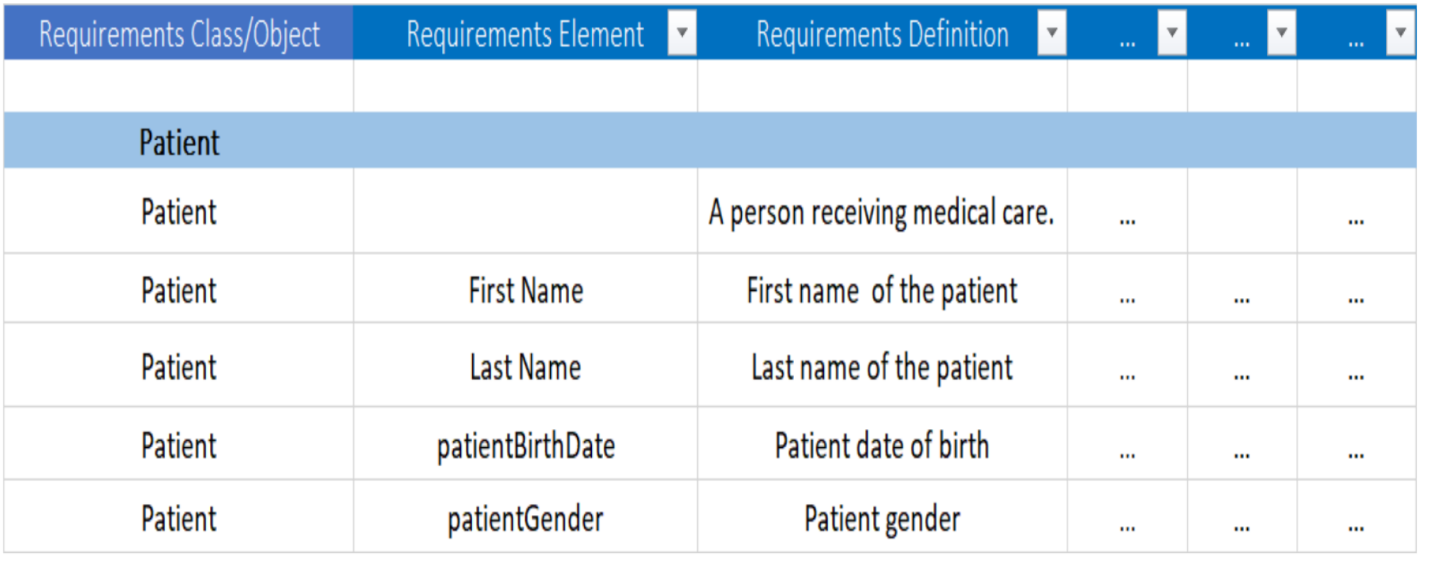 Requirements Class/Object Requirements Element Requirements Definition ... ... ...
Patient
Patient A person receiving medical care. ... ...
Patient First Name First name of the patient ... ... ...
Patient Last Name Last name of the patient ... ... ...
Patient patientBirthDate Patient date of birth ... ... ...
Patient patientGender Patient gender ... ... ...